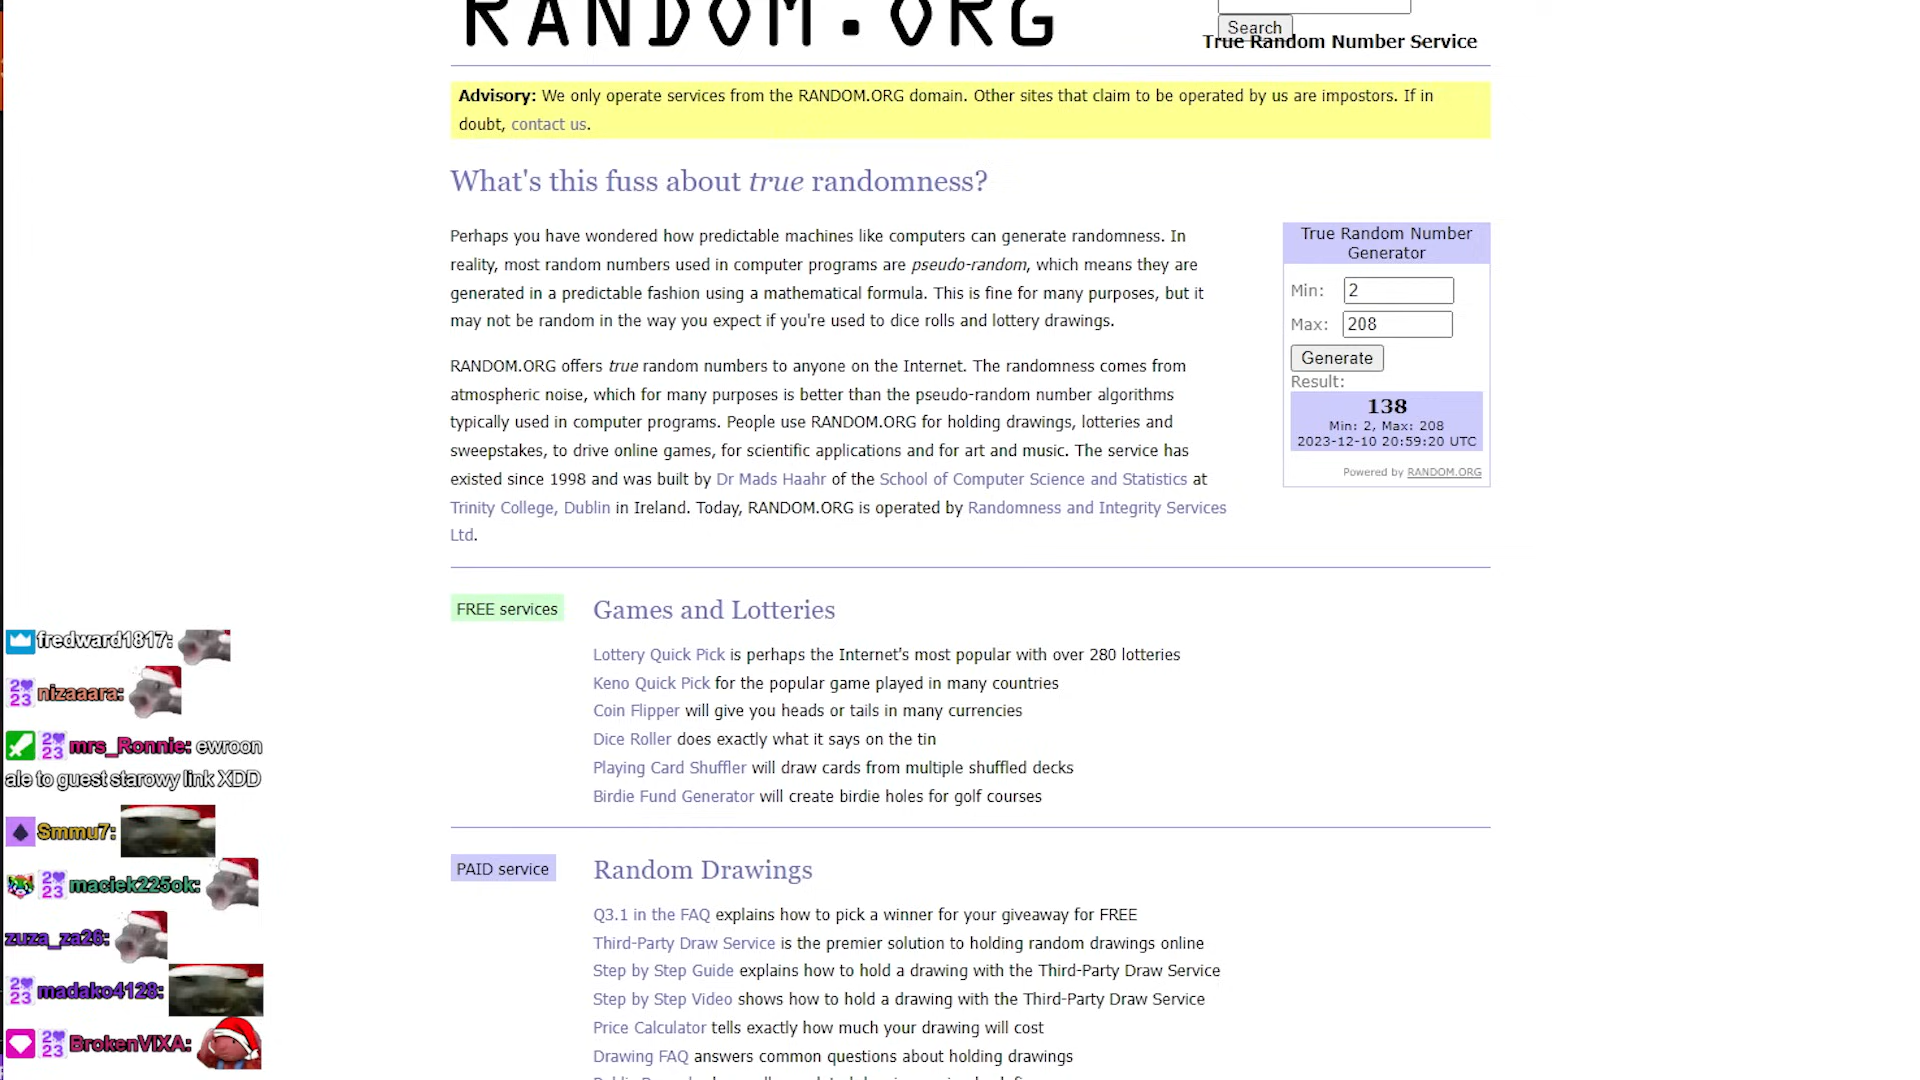 RANDOM.ORG
Search
True Random Number Service
Advisory: We only operate services from the RANDOM.ORG domain. Other sites that claim to be operated by us are impostors. If in
doubt, contact us.
What's this fuss about true randomness?
Perhaps you have wondered how predictable machines like computers can generate randomness. In
reality, most random numbers used in computer programs are pseudo-random, which means they are
generated in a predictable fashion using a mathematical formula. This is fine for many purposes, but it
may not be random in the way you expect if you're used to dice rolls and lottery drawings.
RANDOM.ORG offers true random numbers to anyone on the Internet. The randomness comes from
atmospheric noise, which for many purposes is better than the pseudo-random number algorithms
typically used in computer programs. People use RANDOM.ORG for holding drawings, lotteries and
sweepstakes, to drive online games, for scientific applications and for art and music. The service has
existed since 1998 and was built by Dr Mads Haahr of the School of Computer Science and Statistics at
Trinity College, Dublin in Ireland. Today, RANDOM.ORG is operated by Randomness and Integrity Services
Ltd.
True Random Number
Generator
Min: 2
Max: 208
Generate
Result:
138
Min: 2, Max: 208
2023-12-10 20:59:20 UTC
Powered by RANDOM.ORG
FREE services
Games and Lotteries
Lottery Quick Pick is perhaps the Internet's most popular with over 280 lotteries
Keno Quick Pick for the popular game played in many countries
Coin Flipper will give you heads or tails in many currencies
Dice Roller does exactly what it says on the tin
Playing Card Shuffler will draw cards from multiple shuffled decks
Birdie Fund Generator will create birdie holes for golf courses
PAID service
Random Drawings
Q3.1 in the FAQ explains how to pick a winner for your giveaway for FREE
Third-Party Draw Service is the premier solution to holding random drawings online
Step by Step Guide explains how to hold a drawing with the Third-Party Draw Service
Step by Step Video shows how to hold a drawing with the Third-Party Draw Service
Price Calculator tells exactly how much your drawing will cost
Drawing FAQ answers common questions about holding drawings
fredward1817:
23 nizaaara:
23 mrs_Ronnie: ewroon
ale to guest starowy link XDD
Smmu7:
23 maciek225ok:
zuza_za26:
23 madako4128:
23 BrokenVIXA: